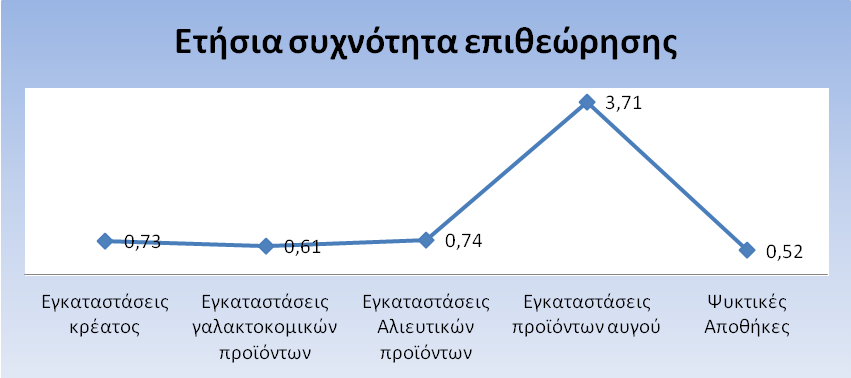 Ετήσια συχνότητα επιθεώρησης
3,71
0,73
0,61
0,74
0,52
Εγκαταστάσεις
κρέατος
Εγκαταστάσεις
γαλακτοκομικών
προϊόντων
Εγκαταστάσεις
Αλιευτικών
προϊόντων
Εγκαταστάσεις
προϊόντων αυγού
Ψυκτικές
Αποθήκες